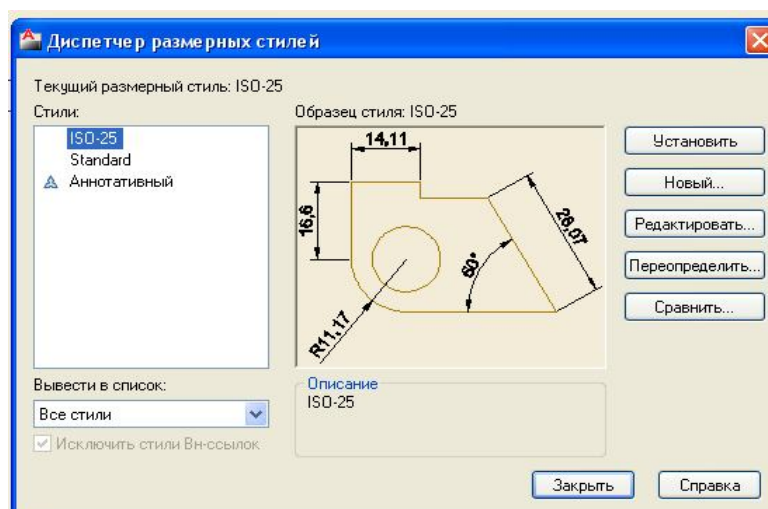 Диспетчер размерных стилей
Текущий размерный стиль: ISO-25
Стили:
ISO-25
Standard
Аннотативный
Вывести в список:
Все стили
Исключить стили Вн-ссылок
Образец стиля: ISO-25
14,11
16,6
28,07
60°
R11,17
Описание
ISO-25
Установить
Новый...
Редактировать...
Переопределить...
Сравнить...
Закрыть
Справка